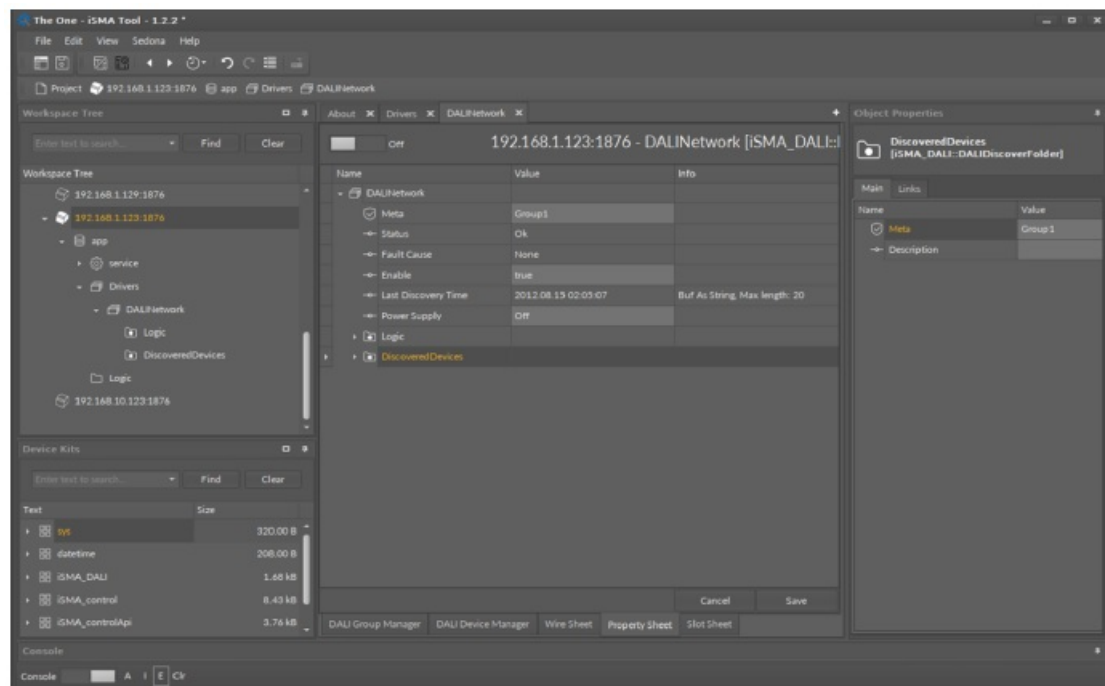 The One - iSMA Tool - 1.2.2 *
File Edit View Sedona Help
Project 192.168.1.123:1876 app Drivers DALINetwork
Workspace Tree
Enter text to search... Find Clear
Workspace Tree
192.168.1.129:1876
192.168.1.123:1876
app
service
Drivers
DALINetwork
Logic
DiscoveredDevices
Logic
192.168.10.123:1876
Device Kits
Enter text to search... Find Clear
Text Size
sys 320.00 B
datetime 208.00 B
iSMA_DALI 1.68 kB
iSMA_control 8.43 kB
iSMA_controlApi 3.76 kB
About Drivers DALINetwork
Off 192.168.1.123:1876 - DALINetwork [iSMA_DALI::
Name Value Info
DALINetwork
Meta Group1
Status Ok
Fault Cause None
Enable true
Last Discovery Time 2012.08.15 02:05:07 Buf As String, Max length: 20
Power Supply Off
Logic
DiscoveredDevices
Cancel Save
DALI Group Manager DALI Device Manager Wire Sheet Property Sheet Slot Sheet
Object Properties
DiscoveredDevices
[iSMA_DALI::DALIDiscoverFolder]
Main Links
Name Value
Meta Group1
Description
Console
Console A I E Clr